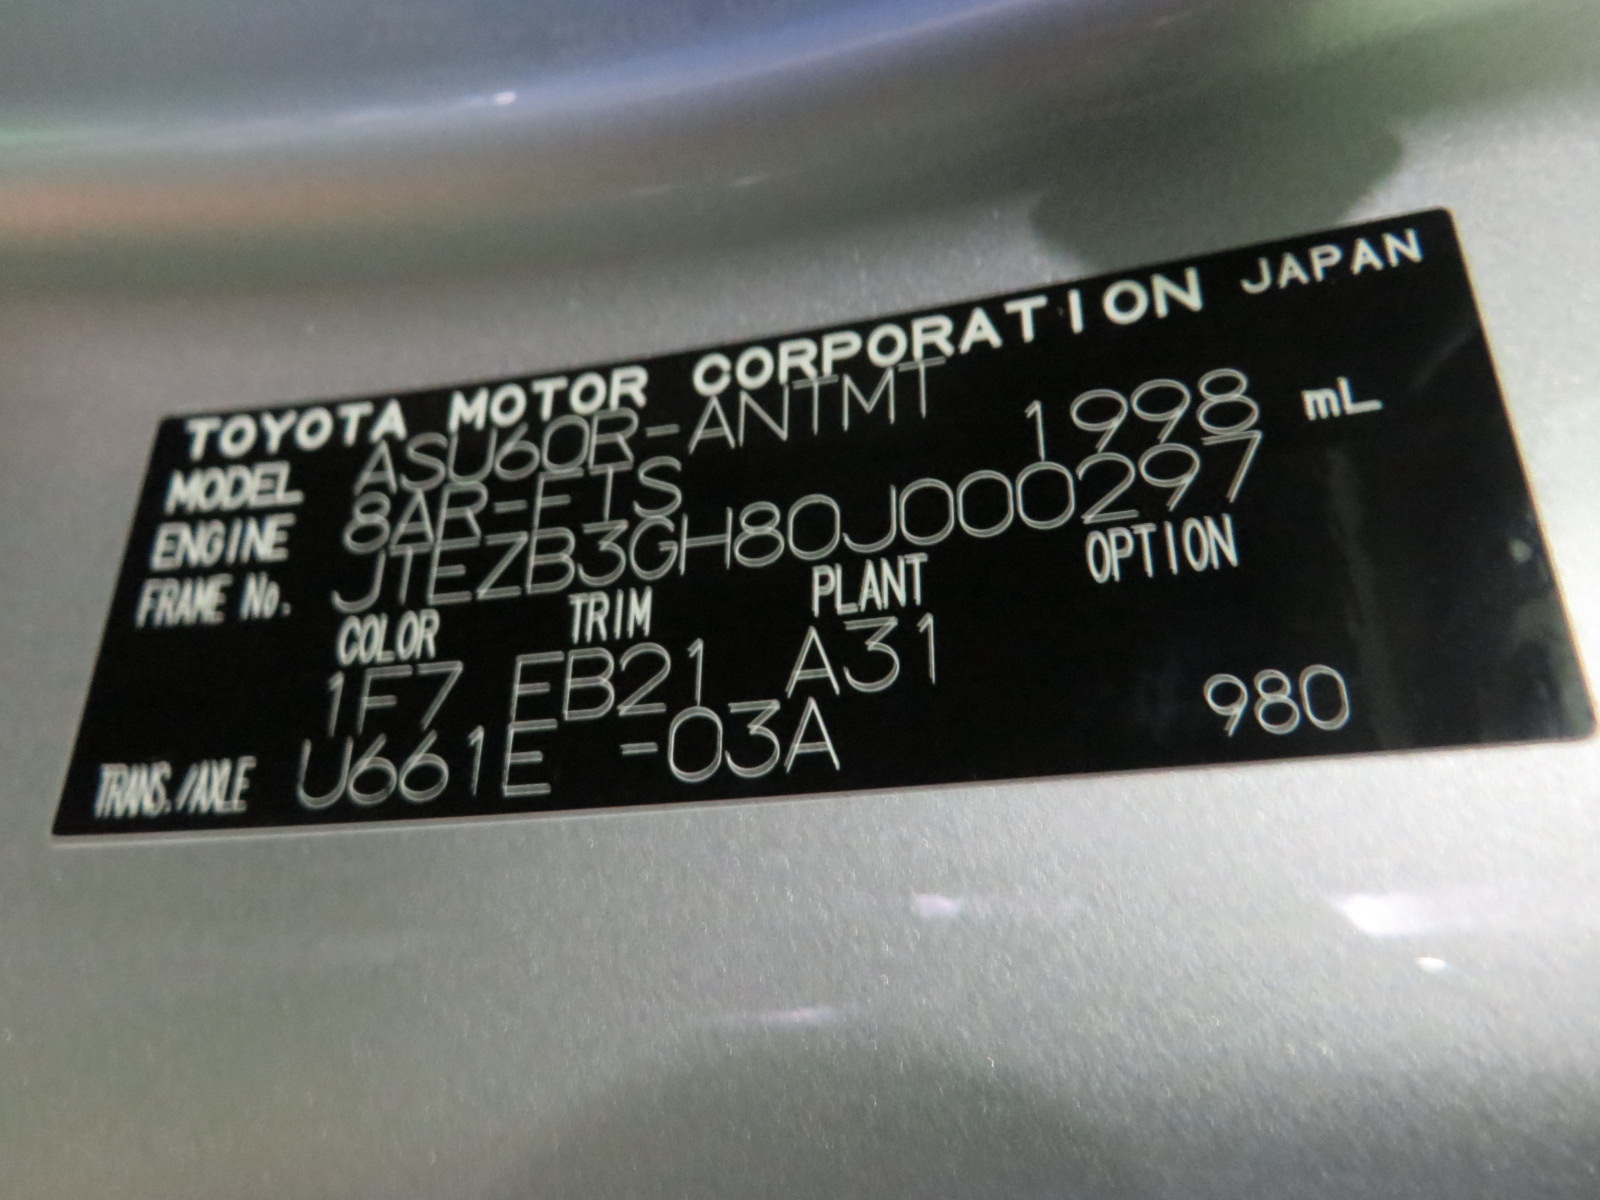 TOYOTA MOTOR CORPORATION JAPAN
MODEL ASU60R-ANTMT
ENGINE 8AR-FTS 1998 mL
FRAME No. JTEZB3GH80J000297
COLOR TRIM PLANT OPTION
1F7 EB21 A31
TRANS./AXLE U661E -03A 980